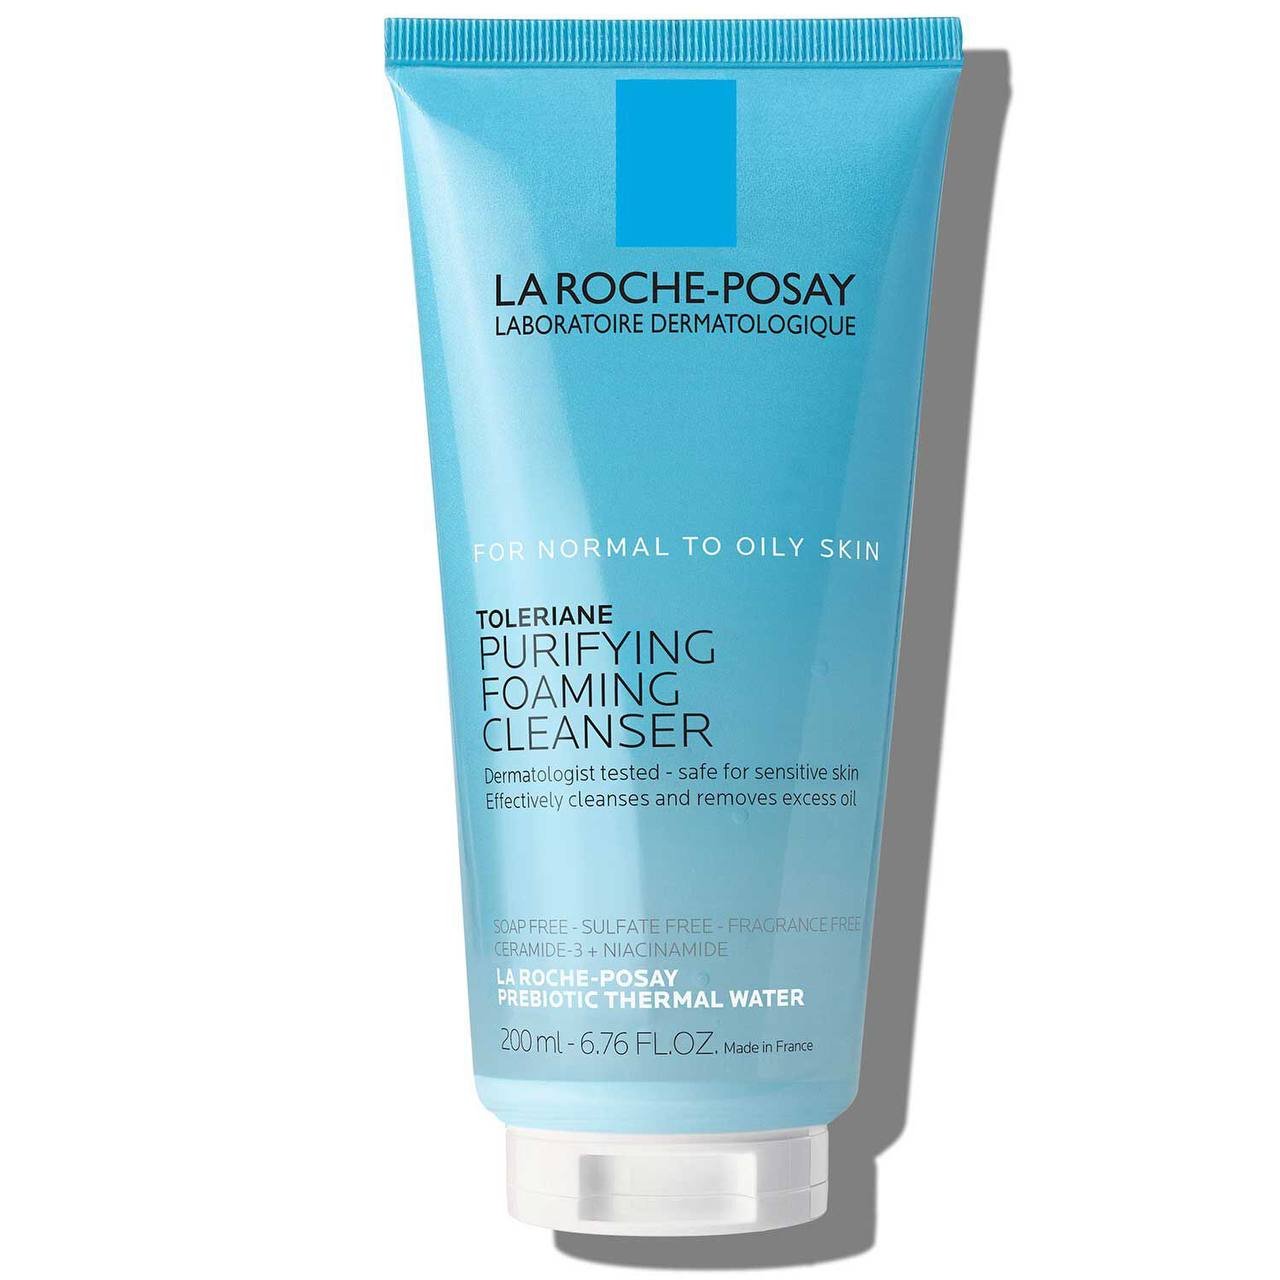 LA ROCHE-POSAY
LABORATOIRE DERMATOLOGIQUE
FOR NORMAL TO OILY SKIN
TOLERIANE
PURIFYING
FOAMING
CLEANSER
Dermatologist tested - safe for sensitive skin
Effectively cleanses and removes excess oil
SOAP FREE - SULFATE FREE - FRAGRANCE FREE
CERAMIDE-3 + NIACINAMIDE
LA ROCHE-POSAY
PREBIOTIC THERMAL WATER
200 ml - 6.76 FL.OZ. Made in France